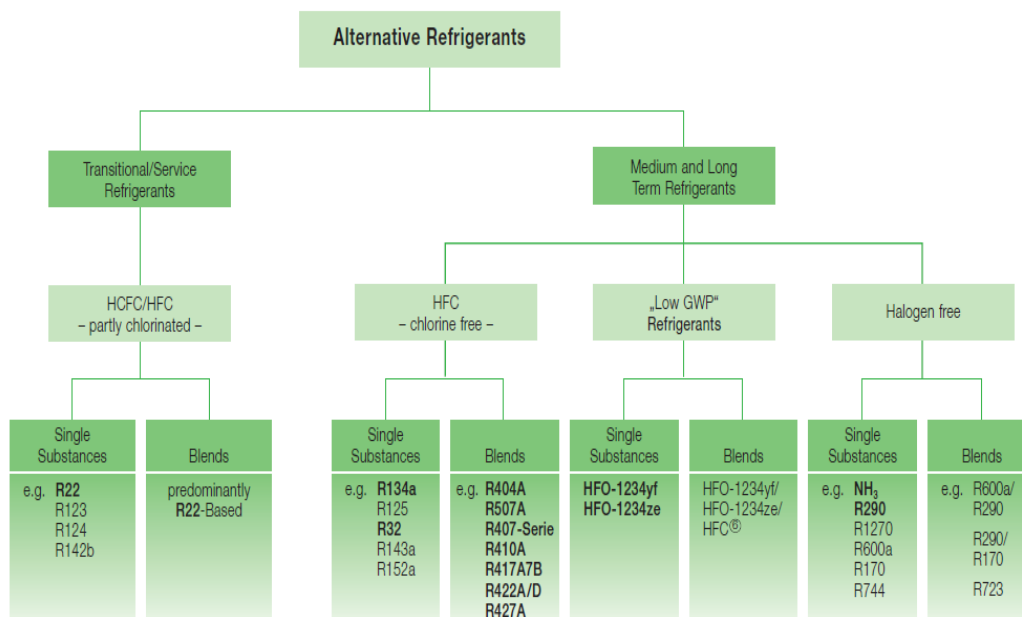 Alternative Refrigerants
Transitional/Service
Refrigerants
Medium and Long
Term Refrigerants
HCFC/HFC
– partly chlorinated –
HFC
– chlorine free –
„Low GWP“
Refrigerants
Halogen free
Single
Substances
Blends
Single
Substances
Blends
Single
Substances
Blends
Single
Substances
Blends
e.g. R22
R123
R124
R142b
predominantly
R22-Based
e.g. R134a
R125
R32
R143a
R152a
e.g. R404A
R507A
R407-Serie
R410A
R417A7B
R422A/D
R427A
HFO-1234yf
HFO-1234ze
HFO-1234yf/
HFO-1234ze/
HFC⑥
e.g. NH₃
R290
R1270
R600a
R170
R744
e.g. R600a/
R290
R290/
R170
R723